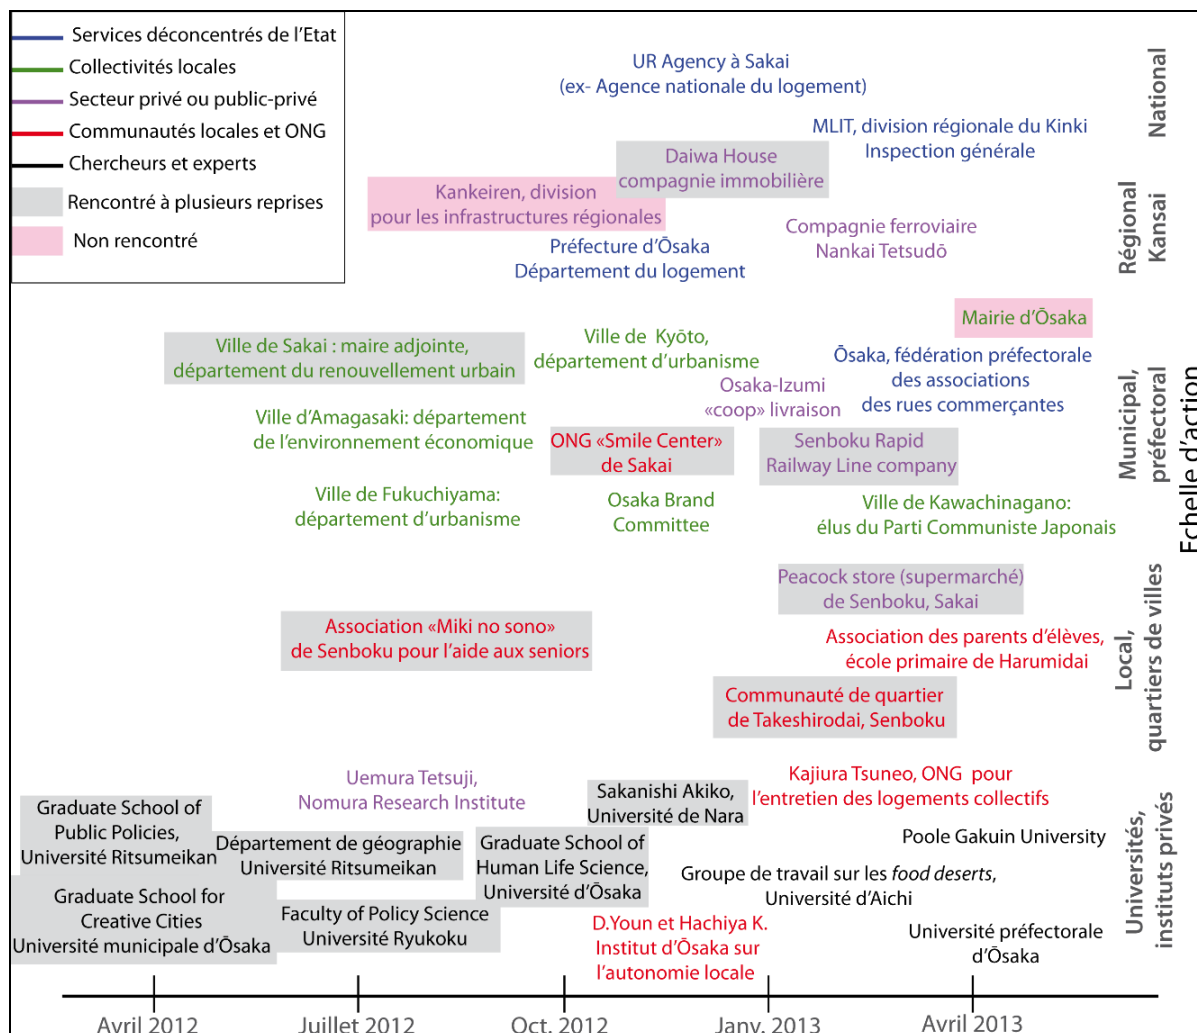 Services déconcentrés de l'Etat
Collectivités locales
Secteur privé ou public-privé
Communautés locales et ONG
Chercheurs et experts
Rencontré à plusieurs reprises
Non rencontré
UR Agency à Sakai
(ex- Agence nationale du logement)
MLIT, division régionale du Kinki
Inspection générale
National
Daiwa House
compagnie immobilière
Kankeiren, division
pour les infrastructures régionales
Compagnie ferroviaire
Nankai Tetsudō
Préfecture d'Ōsaka
Département du logement
Régional
Kansai
Mairie d'Ōsaka
Ville de Sakai : maire adjointe,
département du renouvellement urbain
Ville de Kyōto,
département d'urbanisme
Ōsaka, fédération préfectorale
des associations
des rues commerçantes
Osaka-Izumi
«coop» livraison
Ville d'Amagasaki: département
de l'environnement économique
ONG «Smile Center»
de Sakai
Senboku Rapid
Railway Line company
Ville de Fukuchiyama:
département d'urbanisme
Osaka Brand
Committee
Ville de Kawachinagano:
élus du Parti Communiste Japonais
Municipal,
préfectoral
Echelle d'action
Peacock store (supermarché)
de Senboku, Sakai
Association «Miki no sono»
de Senboku pour l'aide aux seniors
Association des parents d'élèves,
école primaire de Harumidai
Communauté de quartier
de Takeshirodai, Senboku
Local,
quartiers de villes
Uemura Tetsuji,
Nomura Research Institute
Sakanishi Akiko,
Université de Nara
Kajiura Tsuneo, ONG pour
l'entretien des logements collectifs
Graduate School of
Public Policies,
Université Ritsumeikan
Département de géographie
Université Ritsumeikan
Graduate School of
Human Life Science,
Université d'Ōsaka
Poole Gakuin University
Groupe de travail sur les food deserts,
Université d'Aichi
Graduate School for
Creative Cities
Université municipale d'Ōsaka
Faculty of Policy Science
Université Ryukoku
D.Youn et Hachiya K.
Institut d'Ōsaka sur
l'autonomie locale
Université préfectorale
d'Ōsaka
Universités,
instituts privés
Avril 2012
Juillet 2012
Oct. 2012
Janv. 2013
Avril 2013